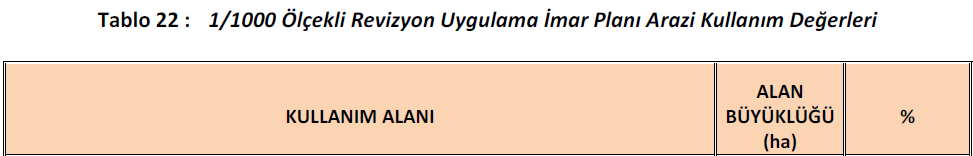 Tablo 22 : 1/1000 Ölçekli Revizyon Uygulama İmar Planı Arazi Kullanım Değerleri
KULLANIM ALANI
ALAN
BÜYÜKLÜĞÜ
(ha)
%